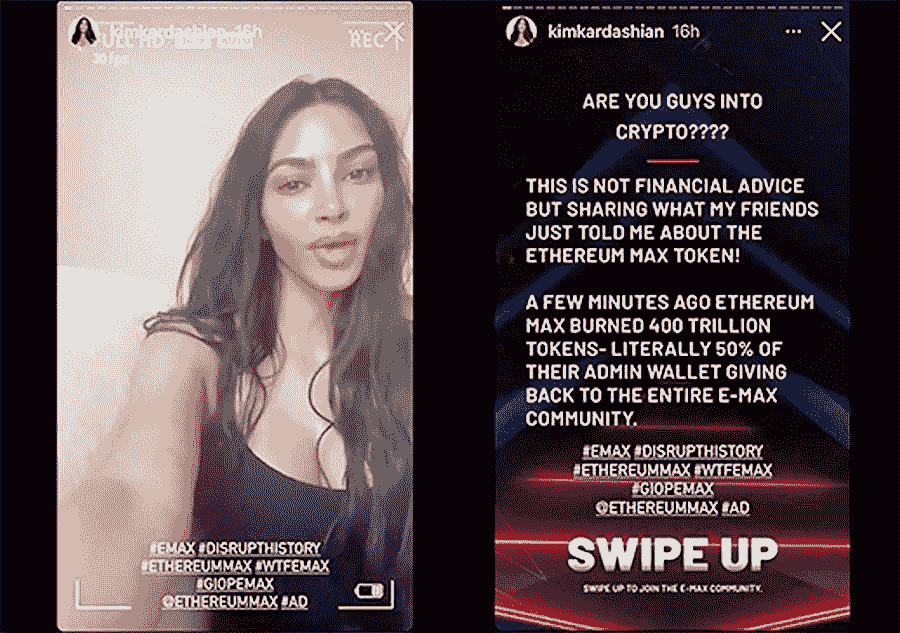 kimkardashian 16h
REC
30 fps
#EMAX #DISRUPTHISTORY
#ETHEREUMMAX #WTFEMAX
#GIOPEMAX
@ETHEREUMMAX #AD
kimkardashian 16h
ARE YOU GUYS INTO
CRYPTO????
THIS IS NOT FINANCIAL ADVICE
BUT SHARING WHAT MY FRIENDS
JUST TOLD ME ABOUT THE
ETHEREUM MAX TOKEN!
A FEW MINUTES AGO ETHEREUM
MAX BURNED 400 TRILLION
TOKENS- LITERALLY 50% OF
THEIR ADMIN WALLET GIVING
BACK TO THE ENTIRE E-MAX
COMMUNITY.
#EMAX #DISRUPTHISTORY
#ETHEREUMMAX #WTFEMAX
#GIOPEMAX
@ETHEREUMMAX #AD
SWIPE UP
SWIPE UP TO JOIN THE E-MAX COMMUNITY.